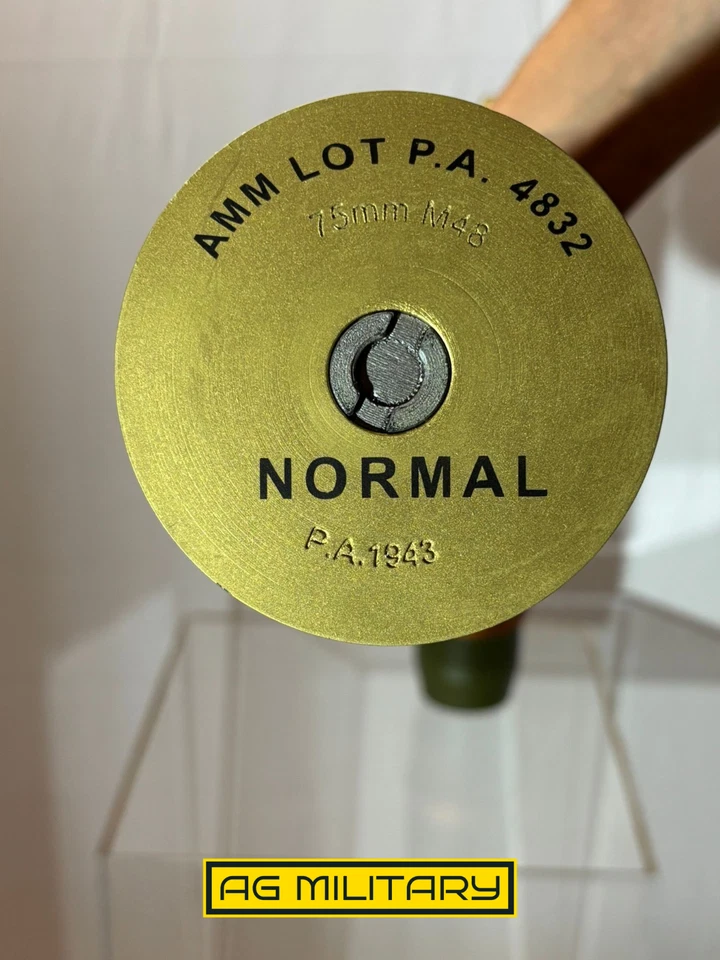 AMM LOT P.A. 4832
75mm M48
NORMAL
P.A.1943
AG MILITARY